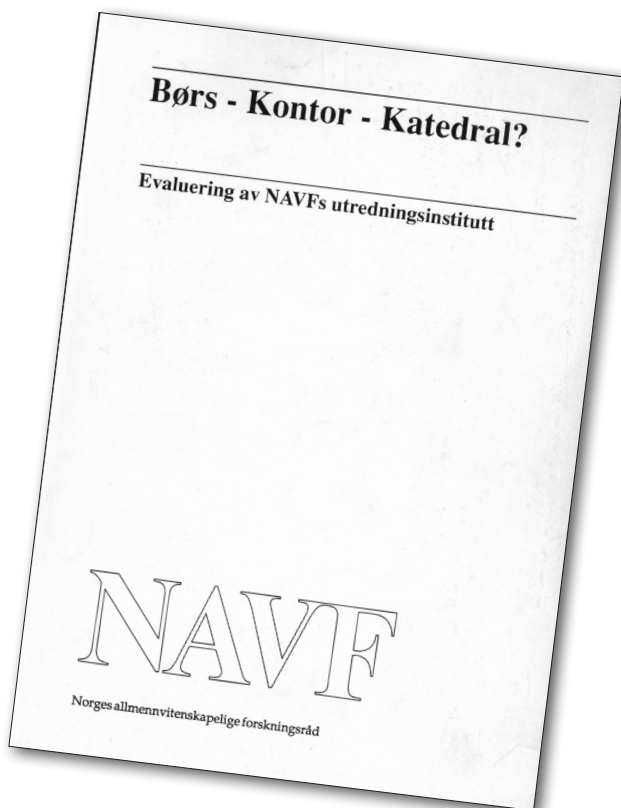 Børs - Kontor - Katedral?
Evaluering av NAVFs utredningsinstitutt
NAVF
Norges allmennvitenskapelige forskningsråd